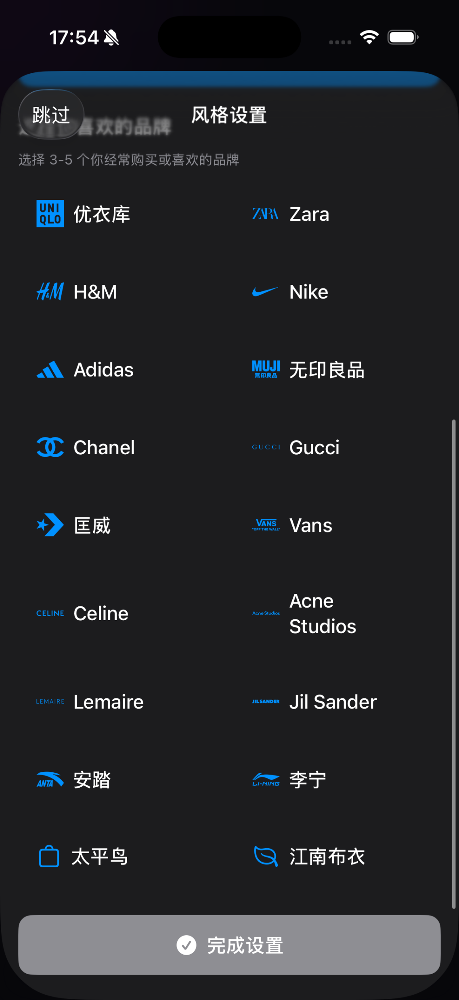 17:54
跳过
风格设置
喜欢的品牌
选择 3-5 个你经常购买或喜欢的品牌
UNI
QLO
优衣库
ZARA
Zara
H&M
H&M
Nike
Adidas
MUJI
無印良品
无印良品
Chanel
GUCCI
Gucci
匡威
VANS
"OFF THE WALL"
Vans
CELINE
Celine
Acne Studios
Acne
Studios
LEMAIRE
Lemaire
JIL SANDER
Jil Sander
ANTA
安踏
LI-NING
李宁
太平鸟
江南布衣
完成设置